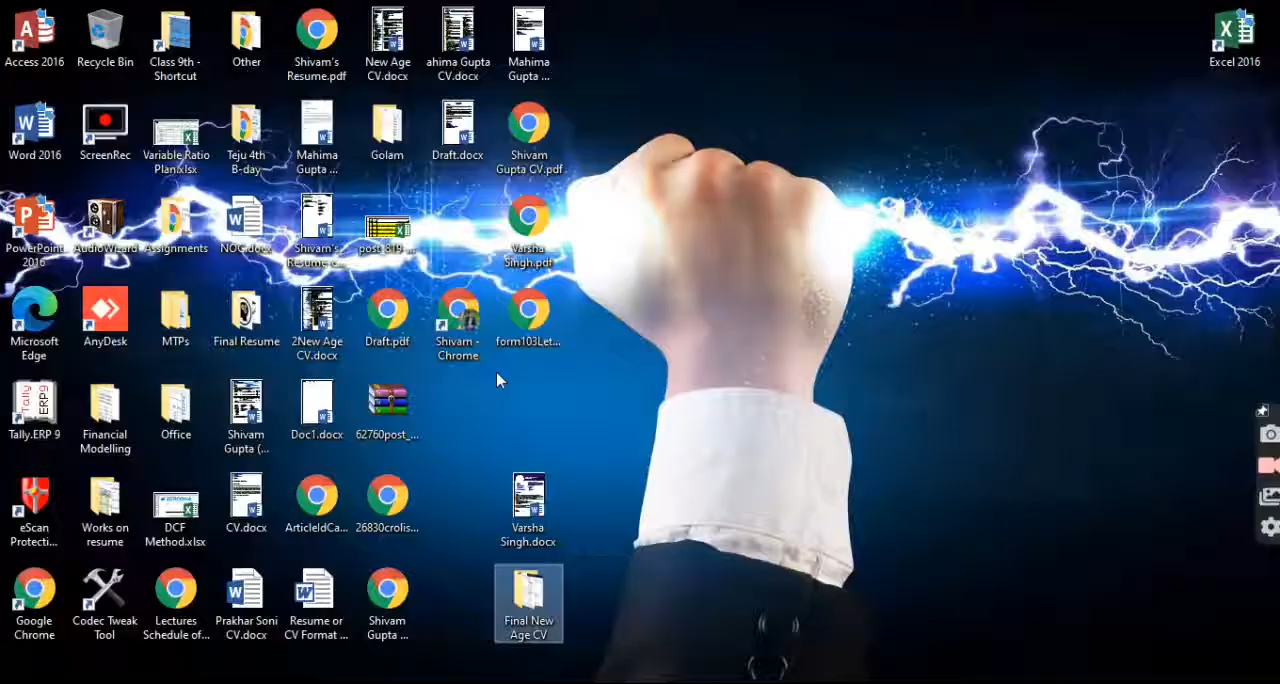 Access 2016
Recycle Bin
Class 9th -
Shortcut
Other
Shivam's
Resume.pdf
New Age
CV.docx
ahima Gupta
CV.docx
Mahima
Gupta ...
Excel 2016
Word 2016
ScreenRec
Variable Ratio
Plan.xlsx
Teju 4th
B-day
Mahima
Gupta ...
Golam
Draft.docx
Shivam
Gupta CV.pdf
PowerPoint
2016
AudioWizard
Assignments
NOC.docx
Shivam's
Resume-c...
post_819-...
Varsha
Singh.pdf
Microsoft
Edge
AnyDesk
MTPs
Final Resume
2New Age
CV.docx
Draft.pdf
Shivam -
Chrome
form103Let...
Tally.ERP 9
Financial
Modelling
Office
Shivam
Gupta (...
Doc1.docx
62760post_...
eScan
Protecti...
Works on
resume
DCF
Method.xlsx
CV.docx
ArticleIdCa...
26830crolis...
Varsha
Singh.docx
Google
Chrome
Codec Tweak
Tool
Lectures
Schedule of...
Prakhar Soni
CV.docx
Resume or
CV Format ...
Shivam
Gupta ...
Final New
Age CV